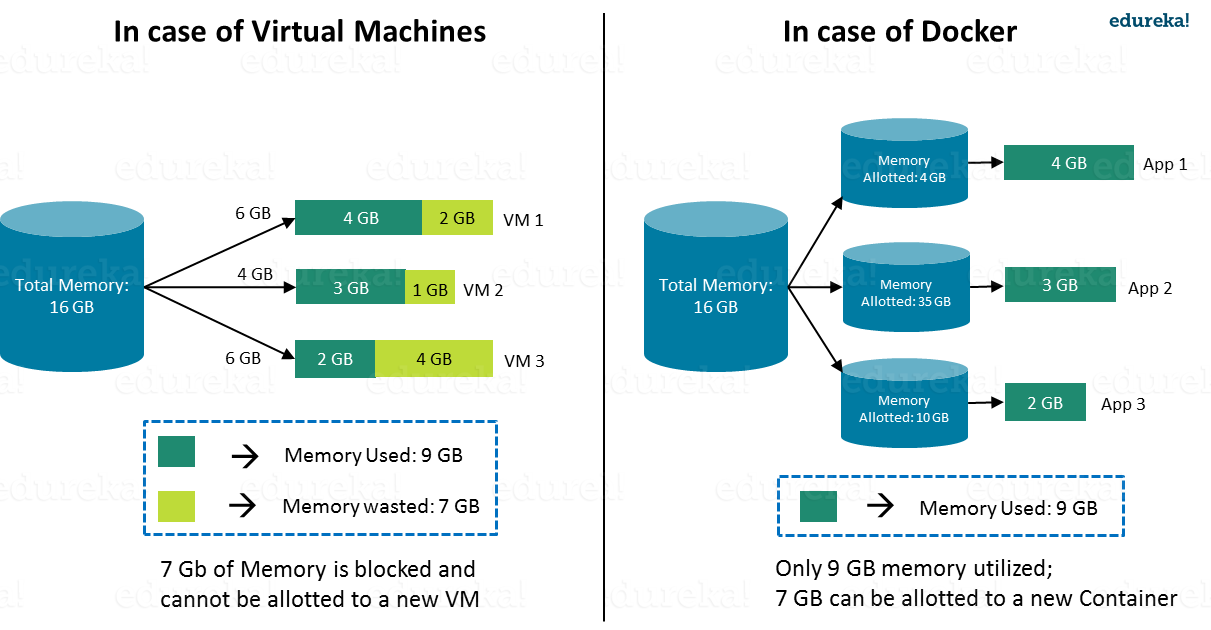 In case of Virtual Machines
Total Memory:
16 GB
6 GB
4 GB
2 GB
VM 1
4 GB
3 GB
1 GB
VM 2
6 GB
2 GB
4 GB
VM 3
Memory Used: 9 GB
Memory wasted: 7 GB
7 Gb of Memory is blocked and
cannot be allotted to a new VM
edureka!
In case of Docker
Total Memory:
16 GB
Memory
Allotted: 4 GB
4 GB
App 1
Memory
Allotted: 35 GB
3 GB
App 2
Memory
Allotted: 10 GB
2 GB
App 3
Memory Used: 9 GB
Only 9 GB memory utilized;
7 GB can be allotted to a new Container